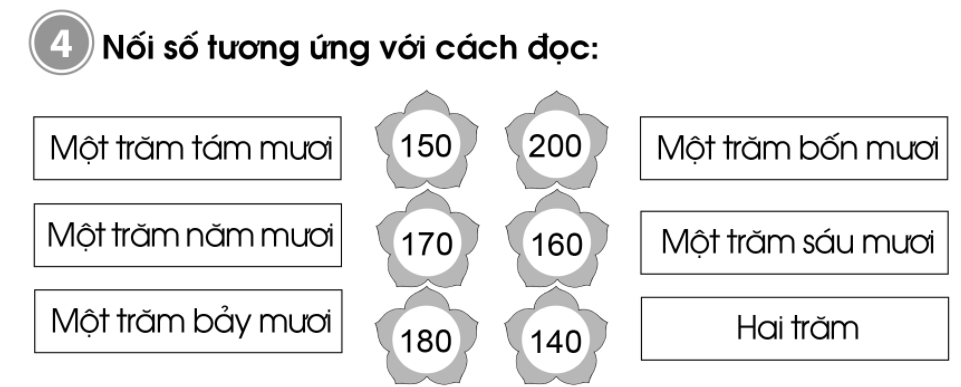 4 Nối số tương ứng với cách đọc:
Một trăm tám mươi 150 200 Một trăm bốn mươi
Một trăm năm mươi 170 160 Một trăm sáu mươi
Một trăm bảy mươi 180 140 Hai trăm